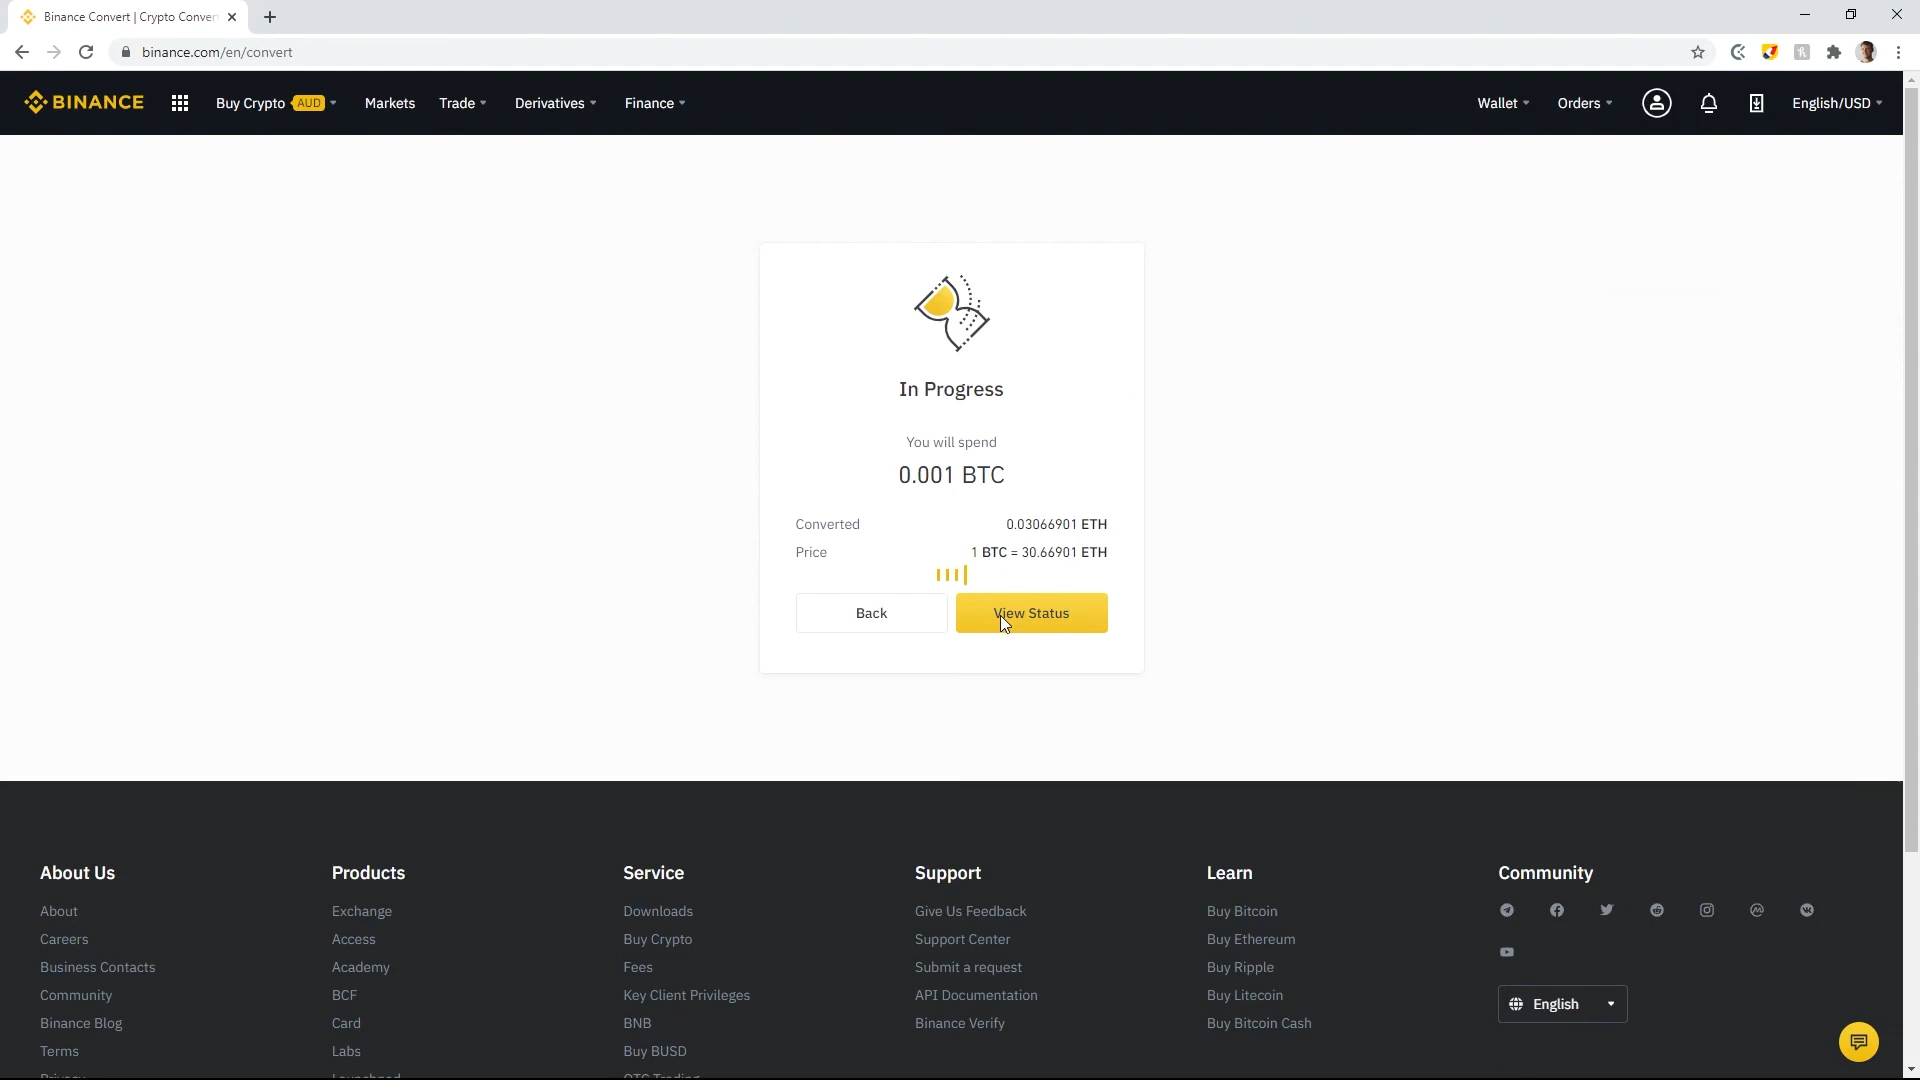 Binance Convert | Crypto Conver
binance.com/en/convert
BINANCE Buy Crypto AUD Markets Trade Derivatives Finance Wallet Orders English/USD
In Progress
You will spend
0.001 BTC
Converted 0.03066901 ETH
Price 1 BTC = 30.66901 ETH
Back View Status
About Us Products Service Support Learn Community
About Exchange Downloads Give Us Feedback Buy Bitcoin
Careers Access Buy Crypto Support Center Buy Ethereum
Business Contacts Academy Fees Submit a request Buy Ripple
Community BCF Key Client Privileges API Documentation Buy Litecoin English
Binance Blog Card BNB Binance Verify Buy Bitcoin Cash
Terms Labs Buy BUSD
Privacy Launchpad OTC Trading